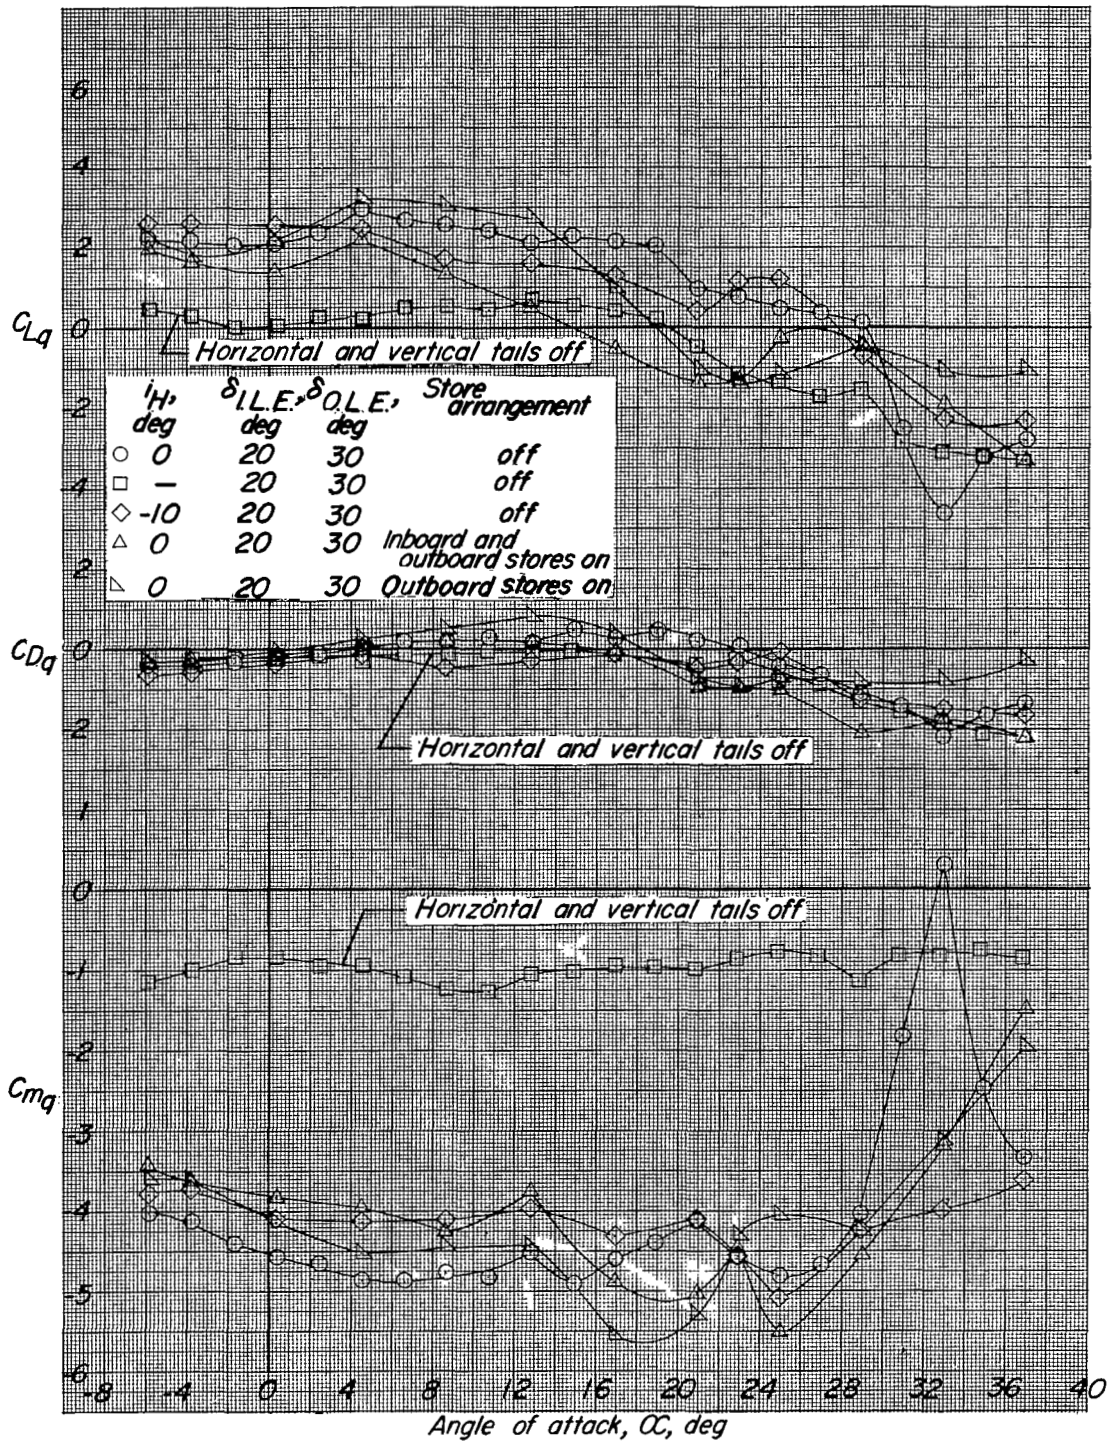 6
4
2
C_Lq 0
Horizontal and vertical tails off
i_H, deg δ_I.L.E., deg δ_O.L.E., deg Store arrangement
-2
○ 0 20 30 off
□ — 20 30 off
-4
◇ -10 20 30 off
△ 0 20 30 Inboard and outboard stores on
2
◺ 0 20 30 Outboard stores on
C_Dq 0
-2
Horizontal and vertical tails off
1
0
Horizontal and vertical tails off
-1
-2
C_mq
-3
-4
-5
-6
-8 -4 0 4 8 12 16 20 24 28 32 36 40
Angle of attack, α, deg